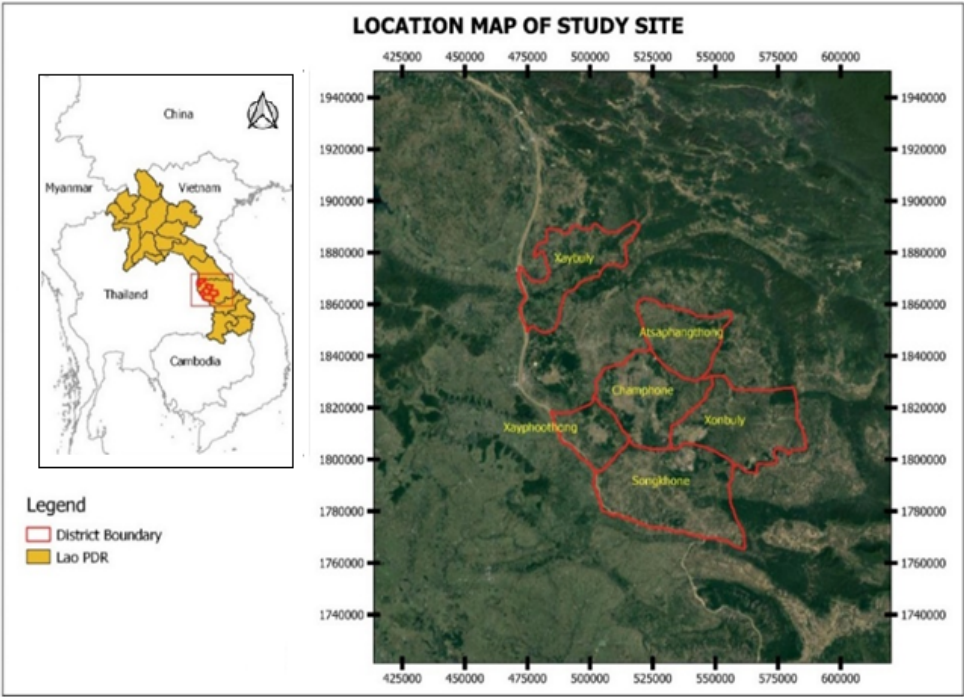 LOCATION MAP OF STUDY SITE
425000 450000 475000 500000 525000 550000 575000 600000
China
Myanmar
Vietnam
Thailand
Cambodia
1940000 1940000
1920000 1920000
1900000 1900000
1880000 1880000
Xaybuly
1860000 1860000
Atsaphangthong
1840000 1840000
Champhone
1820000 1820000
Xonbuly
Xayphoothong
1800000 1800000
Songkhone
1780000 1780000
1760000 1760000
1740000 1740000
425000 450000 475000 500000 525000 550000 575000 600000
Legend
District Boundary
Lao PDR